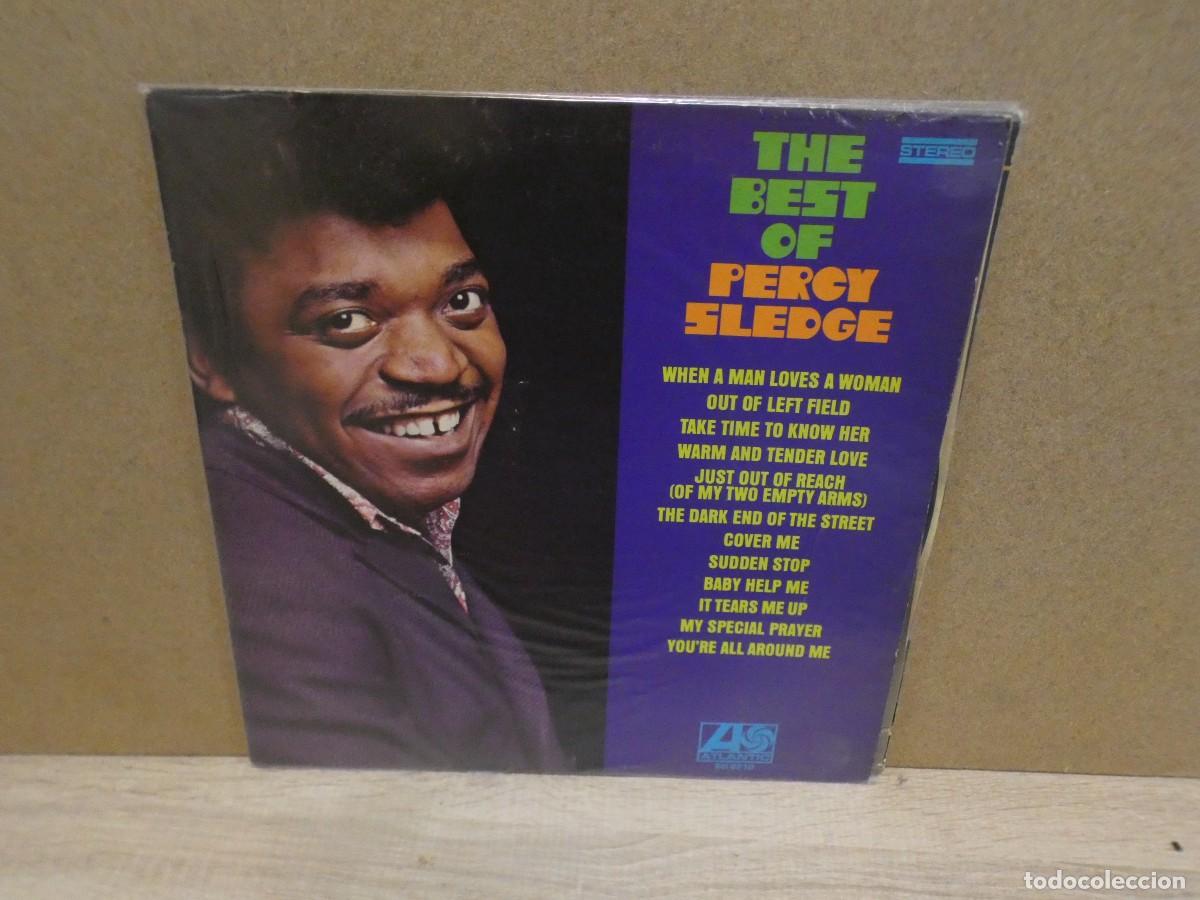 THE
BEST
OF
PERCY
SLEDGE
STEREO
WHEN A MAN LOVES A WOMAN
OUT OF LEFT FIELD
TAKE TIME TO KNOW HER
WARM AND TENDER LOVE
JUST OUT OF REACH
(OF MY TWO EMPTY ARMS)
THE DARK END OF THE STREET
COVER ME
SUDDEN STOP
BABY HELP ME
IT TEARS ME UP
MY SPECIAL PRAYER
YOU'RE ALL AROUND ME
ATLANTIC
SD 8210
todocoleccion